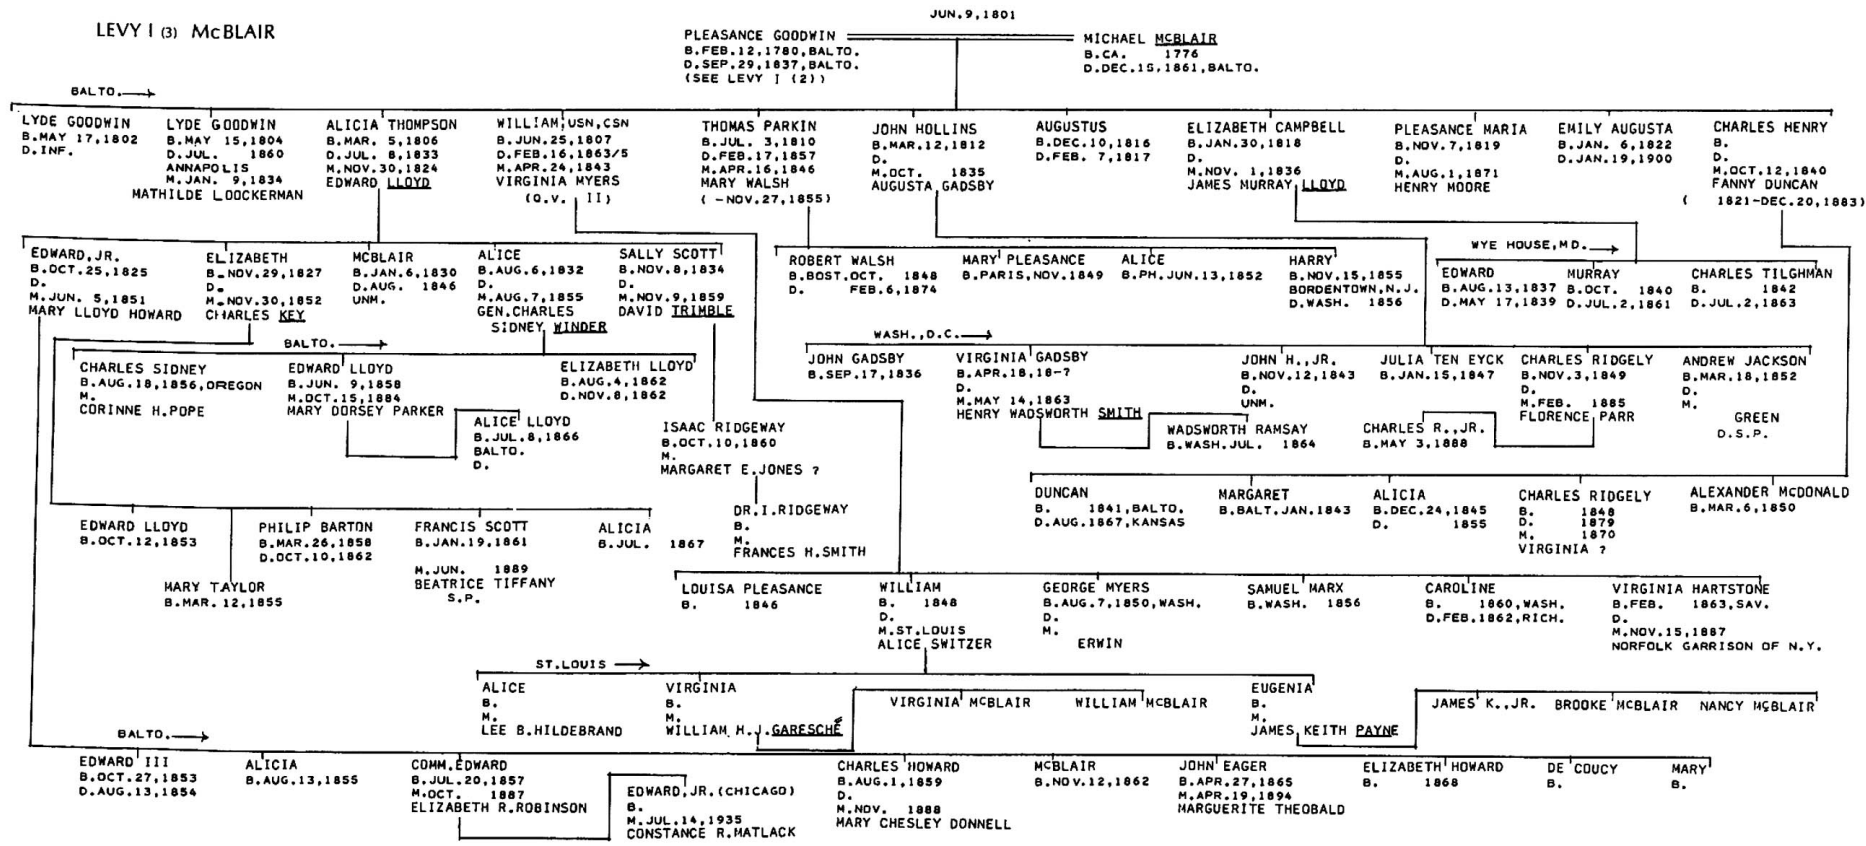 LEVY I (3) McBLAIR
JUN.9,1801
PLEASANCE GOODWIN
B.FEB.12,1780,BALTO.
D.SEP.29,1837,BALTO.
(SEE LEVY I (2))
MICHAEL MCBLAIR
B.CA. 1776
D.DEC.15,1861,BALTO.
BALTO.
LYDE GOODWIN
B.MAY 17,1802
D.INF.
LYDE GOODWIN
B.MAY 15,1804
D.JUL. 1860
ANNAPOLIS
M.JAN. 9,1834
MATHILDE LOOCKERMAN
ALICIA THOMPSON
B.MAR. 5,1806
D.JUL. 8,1833
M.NOV.30,1824
EDWARD LLOYD
WILLIAM,USN,CSN
B.JUN.25,1807
D.FEB.16,1863/5
M.APR.24,1843
VIRGINIA MYERS
(Q.V. II)
THOMAS PARKIN
B.JUL. 3,1810
D.FEB.17,1857
M.APR.16,1846
MARY WALSH
( -NOV.27,1855)
JOHN HOLLINS
B.MAR.12,1812
D.
M.OCT. 1835
AUGUSTA GADSBY
AUGUSTUS
B.DEC.10,1816
D.FEB. 7,1817
ELIZABETH CAMPBELL
B.JAN.30,1818
D.
M.NOV. 1,1836
JAMES MURRAY LLOYD
PLEASANCE MARIA
B.NOV.7,1819
D.
M.AUG.1,1871
HENRY MOORE
EMILY AUGUSTA
B.JAN. 6,1822
D.JAN.19,1900
CHARLES HENRY
B.
D.
M.OCT.12,1840
FANNY DUNCAN
( 1821-DEC.20,1883)
EDWARD,JR.
B.OCT.25,1825
D.
M.JUN. 5,1851
MARY LLOYD HOWARD
ELIZABETH
B.NOV.29,1827
D.
M.NOV.30,1852
CHARLES KEY
MCBLAIR
B.JAN.6,1830
D.AUG. 1846
UNM.
ALICE
B.AUG.6,1832
D.
M.AUG.7,1855
GEN.CHARLES
SIDNEY WINDER
SALLY SCOTT
B.NOV.8,1834
D.
M.NOV.9,1859
DAVID TRIMBLE
ROBERT WALSH
B.BOST.OCT. 1848
D. FEB.6,1874
MARY PLEASANCE
B.PARIS,NOV.1849
ALICE
B.PH.JUN.13,1852
HARRY
B.NOV.15,1855
BORDENTOWN,N.J.
D.WASH. 1856
WYE HOUSE,MD.
EDWARD
B.AUG.13,1837
D.MAY 17,1839
MURRAY
B.OCT. 1840
D.JUL.2,1861
CHARLES TILGHMAN
B. 1842
D.JUL.2,1863
BALTO.
CHARLES SIDNEY
B.AUG.18,1856,OREGON
M.
CORINNE H.POPE
EDWARD LLOYD
B.JUN. 9,1858
M.OCT.15,1884
MARY DORSEY PARKER
ELIZABETH LLOYD
B.AUG.4,1862
D.NOV.8,1862
ALICE LLOYD
B.JUL.8,1866
BALTO.
D.
ISAAC RIDGEWAY
B.OCT.10,1860
M.
MARGARET E.JONES ?
WASH.,D.C.
JOHN GADSBY
B.SEP.17,1836
VIRGINIA GADSBY
B.APR.18,18-?
D.
M.MAY 14,1863
HENRY WADSWORTH SMITH
WADSWORTH RAMSAY
B.WASH.JUL. 1864
JOHN H.,JR.
B.NOV.12,1843
D.
UNM.
JULIA TEN EYCK
B.JAN.15,1847
CHARLES RIDGELY
B.NOV.3,1849
D.
M.FEB. 1885
FLORENCE PARR
CHARLES R.,JR.
B.MAY 3,1888
ANDREW JACKSON
B.MAR.18,1852
D.
M.
GREEN
D.S.P.
DUNCAN
B. 1841,BALTO.
D.AUG.1867,KANSAS
MARGARET
B.BALT.JAN.1843
ALICIA
B.DEC.24,1845
D. 1855
CHARLES RIDGELY
B. 1848
D. 1879
M. 1870
VIRGINIA ?
ALEXANDER MCDONALD
B.MAR.6,1850
EDWARD LLOYD
B.OCT.12,1853
MARY TAYLOR
B.MAR.12,1855
PHILIP BARTON
B.MAR.26,1858
D.OCT.10,1862
FRANCIS SCOTT
B.JAN.19,1861
M.JUN. 1889
BEATRICE TIFFANY
S.P.
ALICIA
B.JUL. 1867
DR.I.RIDGEWAY
B.
M.
FRANCES H.SMITH
LOUISA PLEASANCE
B. 1846
WILLIAM
B. 1848
D.
M.ST.LOUIS
ALICE SWITZER
GEORGE MYERS
B.AUG.7,1850,WASH.
D.
M.
ERWIN
SAMUEL MARX
B.WASH. 1856
CAROLINE
B. 1860,WASH.
D.FEB.1862,RICH.
VIRGINIA HARTSTONE
B.FEB. 1863,SAV.
D.
M.NOV.15,1887
NORFOLK GARRISON OF N.Y.
ST.LOUIS
ALICE
B.
M.
LEE B.HILDEBRAND
VIRGINIA
B.
M.
WILLIAM H.J.GARESCHÉ
VIRGINIA MCBLAIR
WILLIAM MCBLAIR
EUGENIA
B.
M.
JAMES KEITH PAYNE
JAMES K.,JR.
BROOKE MCBLAIR
NANCY MCBLAIR
BALTO.
EDWARD III
B.OCT.27,1853
D.AUG.13,1854
ALICIA
B.AUG.13,1855
COMM.EDWARD
B.JUL.20,1857
M.OCT. 1887
ELIZABETH R.ROBINSON
EDWARD,JR.(CHICAGO)
B.
M.JUL.14,1935
CONSTANCE R.MATLACK
CHARLES HOWARD
B.AUG.1,1859
D.
M.NOV. 1888
MARY CHESLEY DONNELL
MCBLAIR
B.NOV.12,1862
JOHN EAGER
B.APR.27,1865
M.APR.19,1894
MARGUERITE THEOBALD
ELIZABETH HOWARD
B. 1868
DE COUCY
B.
MARY
B.